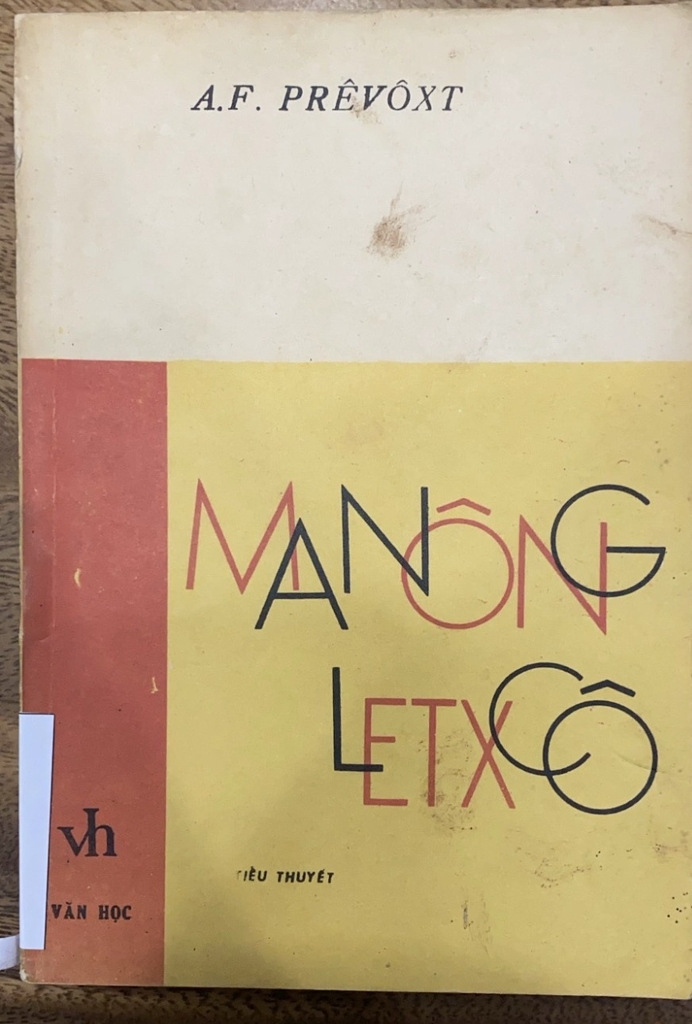 A.F. PRÊVÔXT
MANÔNG
LETXCÔ
vh
TIỂU THUYẾT
VĂN HỌC